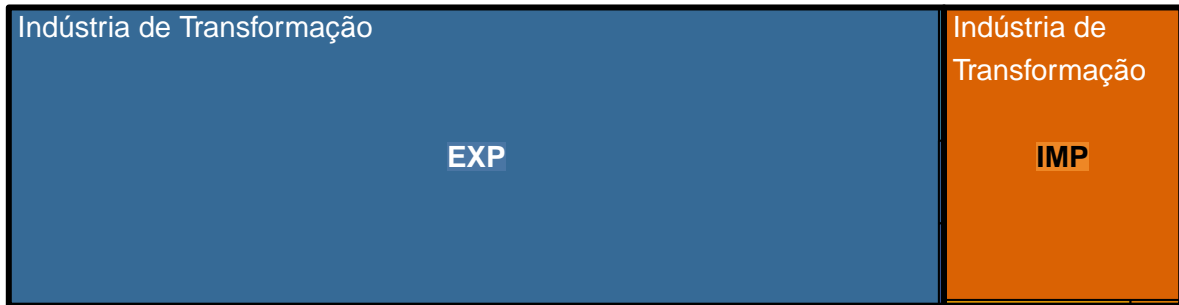 Indústria de Transformação
EXP
Indústria de
Transformação
IMP